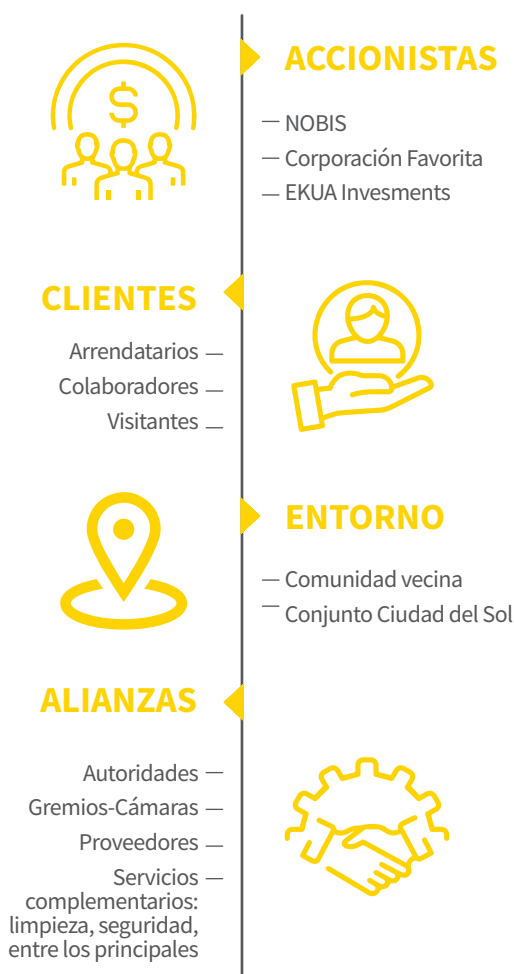 ACCIONISTAS
— NOBIS
— Corporación Favorita
— EKUA Invesments
CLIENTES
Arrendatarios —
Colaboradores —
Visitantes —
ENTORNO
— Comunidad vecina
— Conjunto Ciudad del Sol
ALIANZAS
Autoridades —
Gremios-Cámaras —
Proveedores —
Servicios —
complementarios:
limpieza, seguridad,
entre los principales